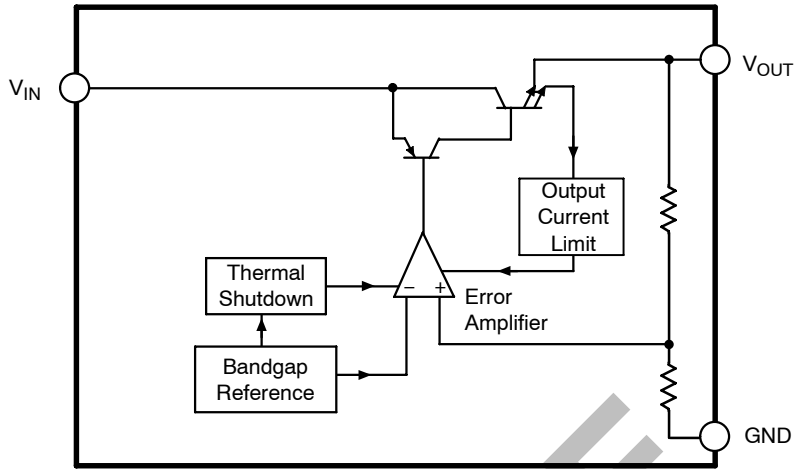 V_IN
V_OUT
Output
Current
Limit
Thermal
Shutdown
− +
Error
Amplifier
Bandgap
Reference
GND